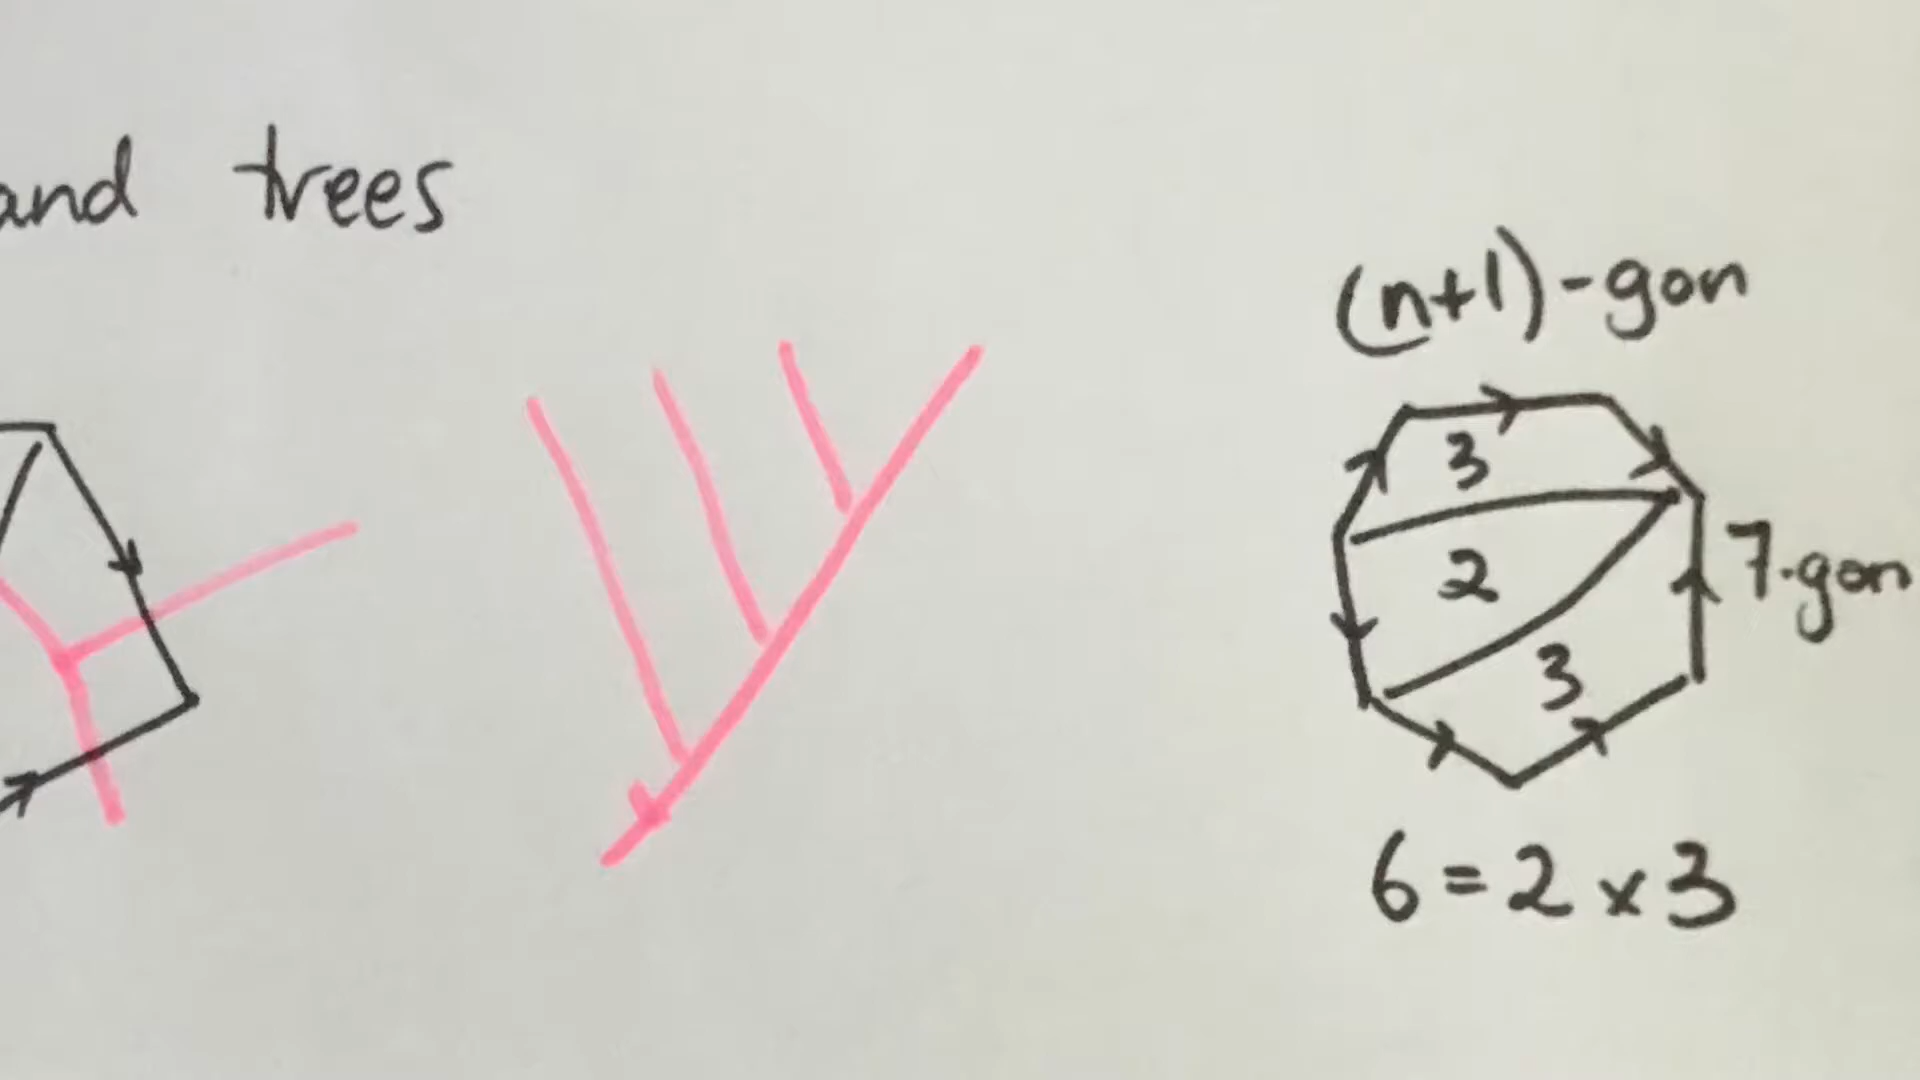 and trees
(n+1)-gon
3
2
7-gon
3
6 = 2 x 3